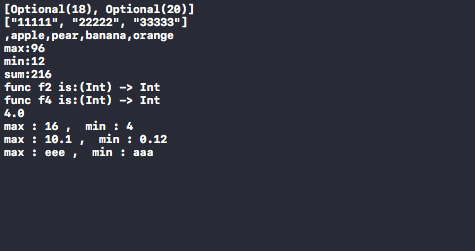 [Optional(18), Optional(20)]
["11111", "22222", "33333"]
,apple,pear,banana,orange
max:96
min:12
sum:216
func f2 is:(Int) -> Int
func f4 is:(Int) -> Int
4.0
max : 16 ,  min : 4
max : 10.1 ,  min : 0.12
max : eee ,  min : aaa